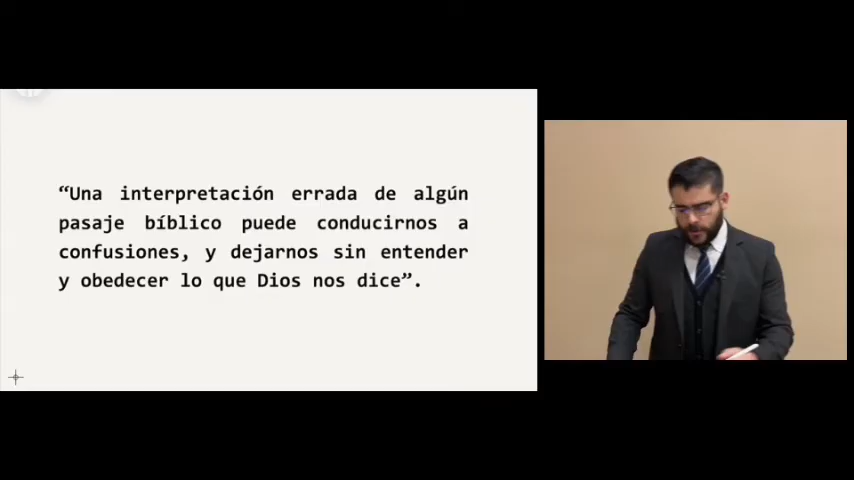 “Una interpretación errada de algún
pasaje bíblico puede conducirnos a
confusiones, y dejarnos sin entender
y obedecer lo que Dios nos dice”.